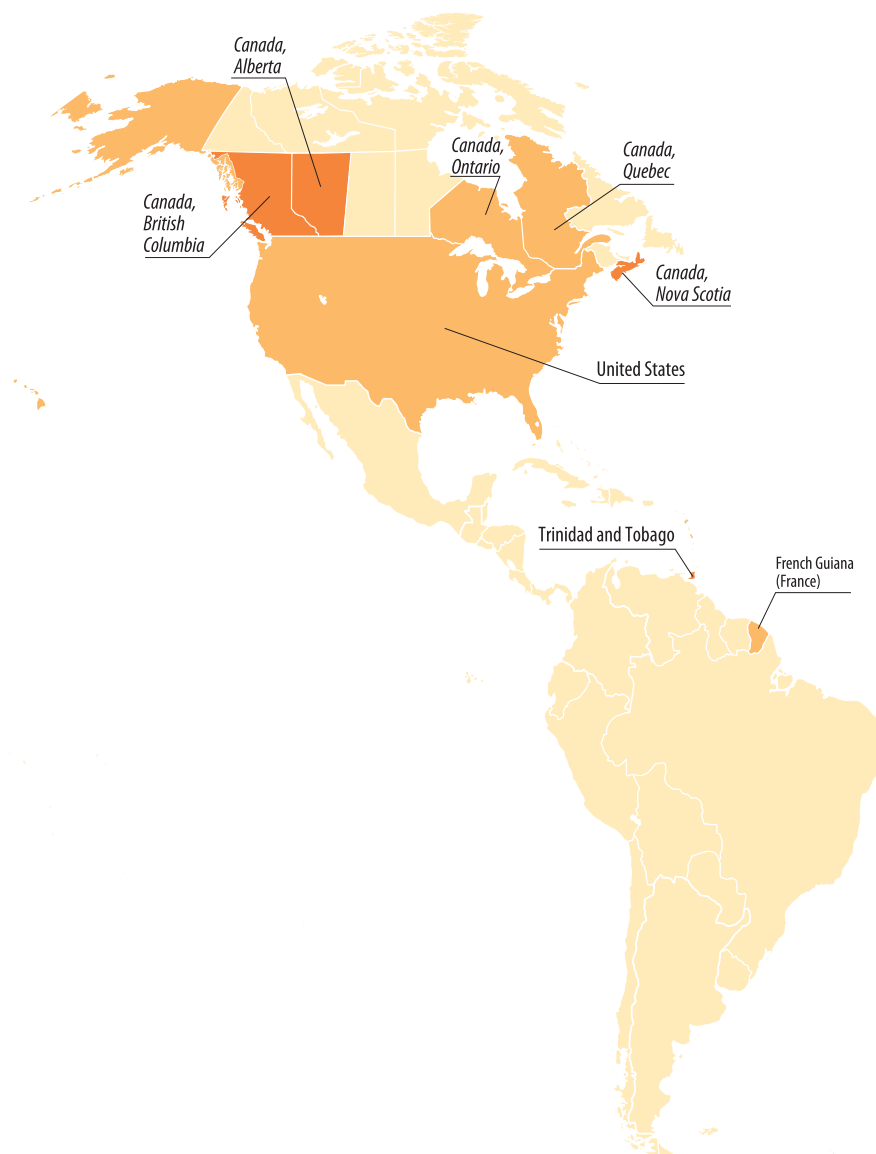 Canada,
Alberta
Canada,
Ontario
Canada,
Quebec
Canada,
British
Columbia
Canada,
Nova Scotia
United States
Trinidad and Tobago
French Guiana
(France)